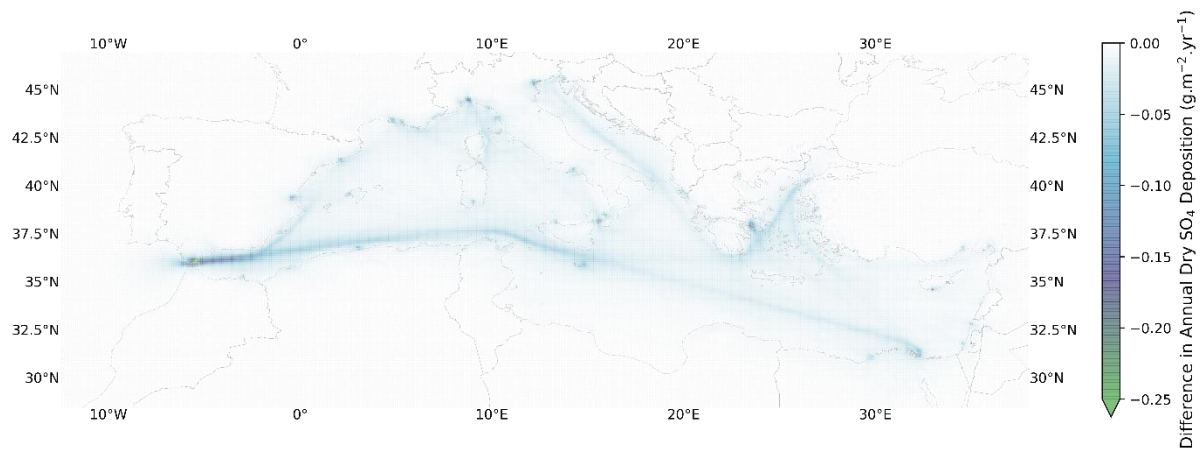 10°W 0° 10°E 20°E 30°E
45°N 45°N
42.5°N 42.5°N
40°N 40°N
37.5°N 37.5°N
35°N 35°N
32.5°N 32.5°N
30°N 30°N
10°W 0° 10°E 20°E 30°E
0.00
−0.05
−0.10
−0.15
−0.20
−0.25
Difference in Annual Dry SO₄ Deposition (g.m⁻².yr⁻¹)